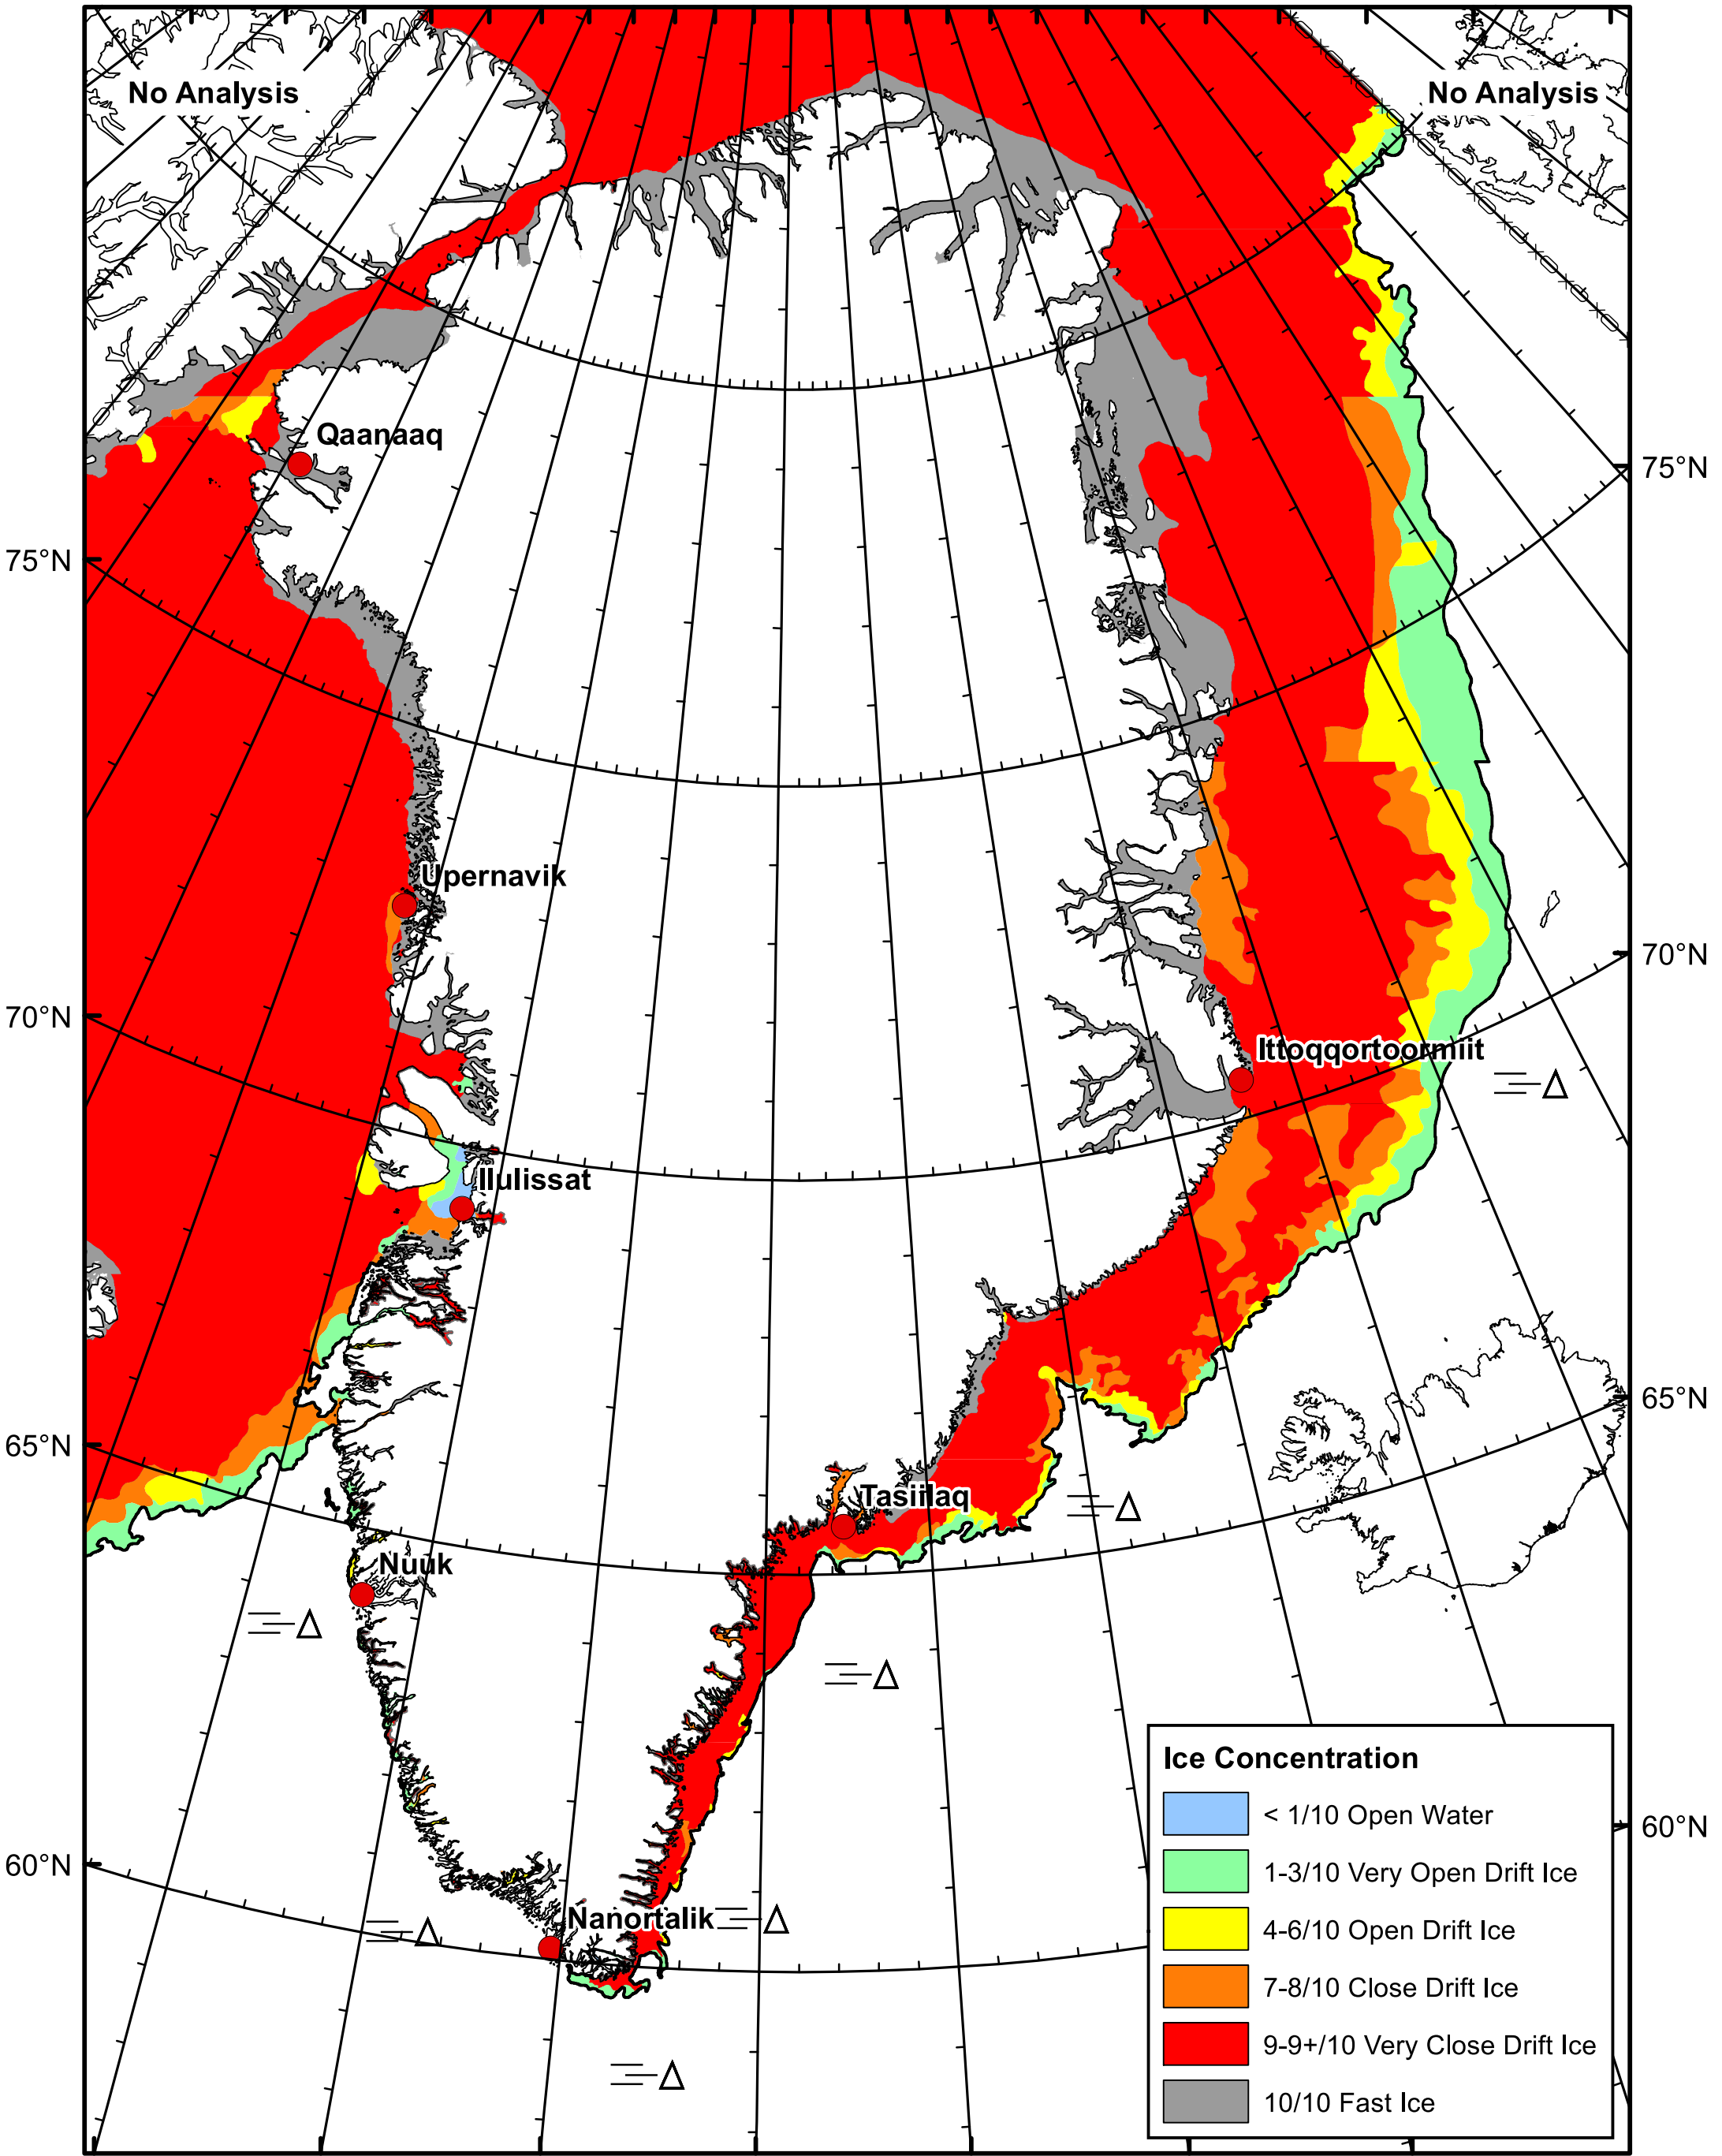 No Analysis
No Analysis
Qaanaaq
75°N
75°N
Upernavik
70°N
70°N
Ittoqqortoormiit
Ilulissat
65°N
65°N
Tasiilaq
Nuuk
Ice Concentration
< 1/10 Open Water
1-3/10 Very Open Drift Ice
4-6/10 Open Drift Ice
7-8/10 Close Drift Ice
9-9+/10 Very Close Drift Ice
10/10 Fast Ice
60°N
60°N
Nanortalik